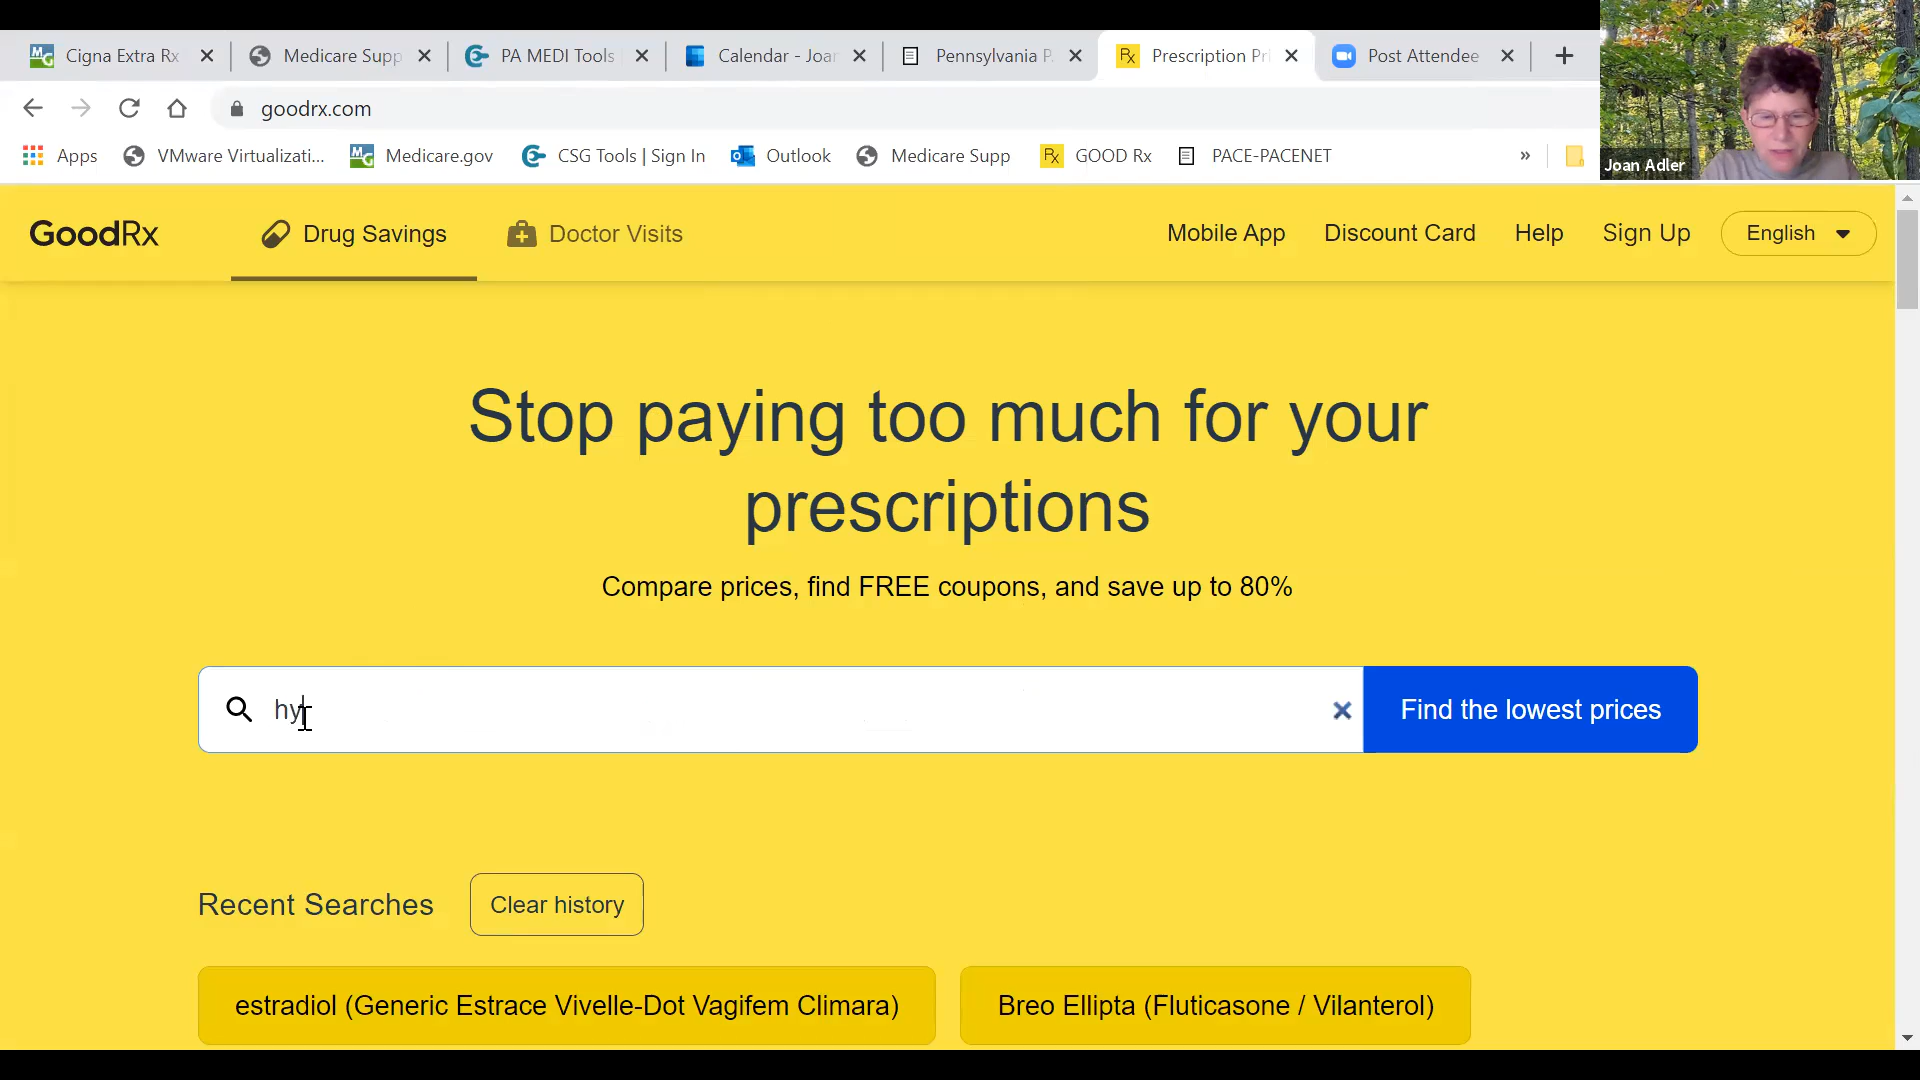 Cigna Extra Rx
Medicare Supp
PA MEDI Tools
Calendar - Joan
Pennsylvania P
Prescription Pri
Post Attendee
goodrx.com
Apps
VMware Virtualizati...
Medicare.gov
CSG Tools | Sign In
Outlook
Medicare Supp
GOOD Rx
PACE-PACENET
Joan Adler
GoodRx
Drug Savings
Doctor Visits
Mobile App
Discount Card
Help
Sign Up
English
Stop paying too much for your
prescriptions
Compare prices, find FREE coupons, and save up to 80%
hy
Find the lowest prices
Recent Searches
Clear history
estradiol (Generic Estrace Vivelle-Dot Vagifem Climara)
Breo Ellipta (Fluticasone / Vilanterol)